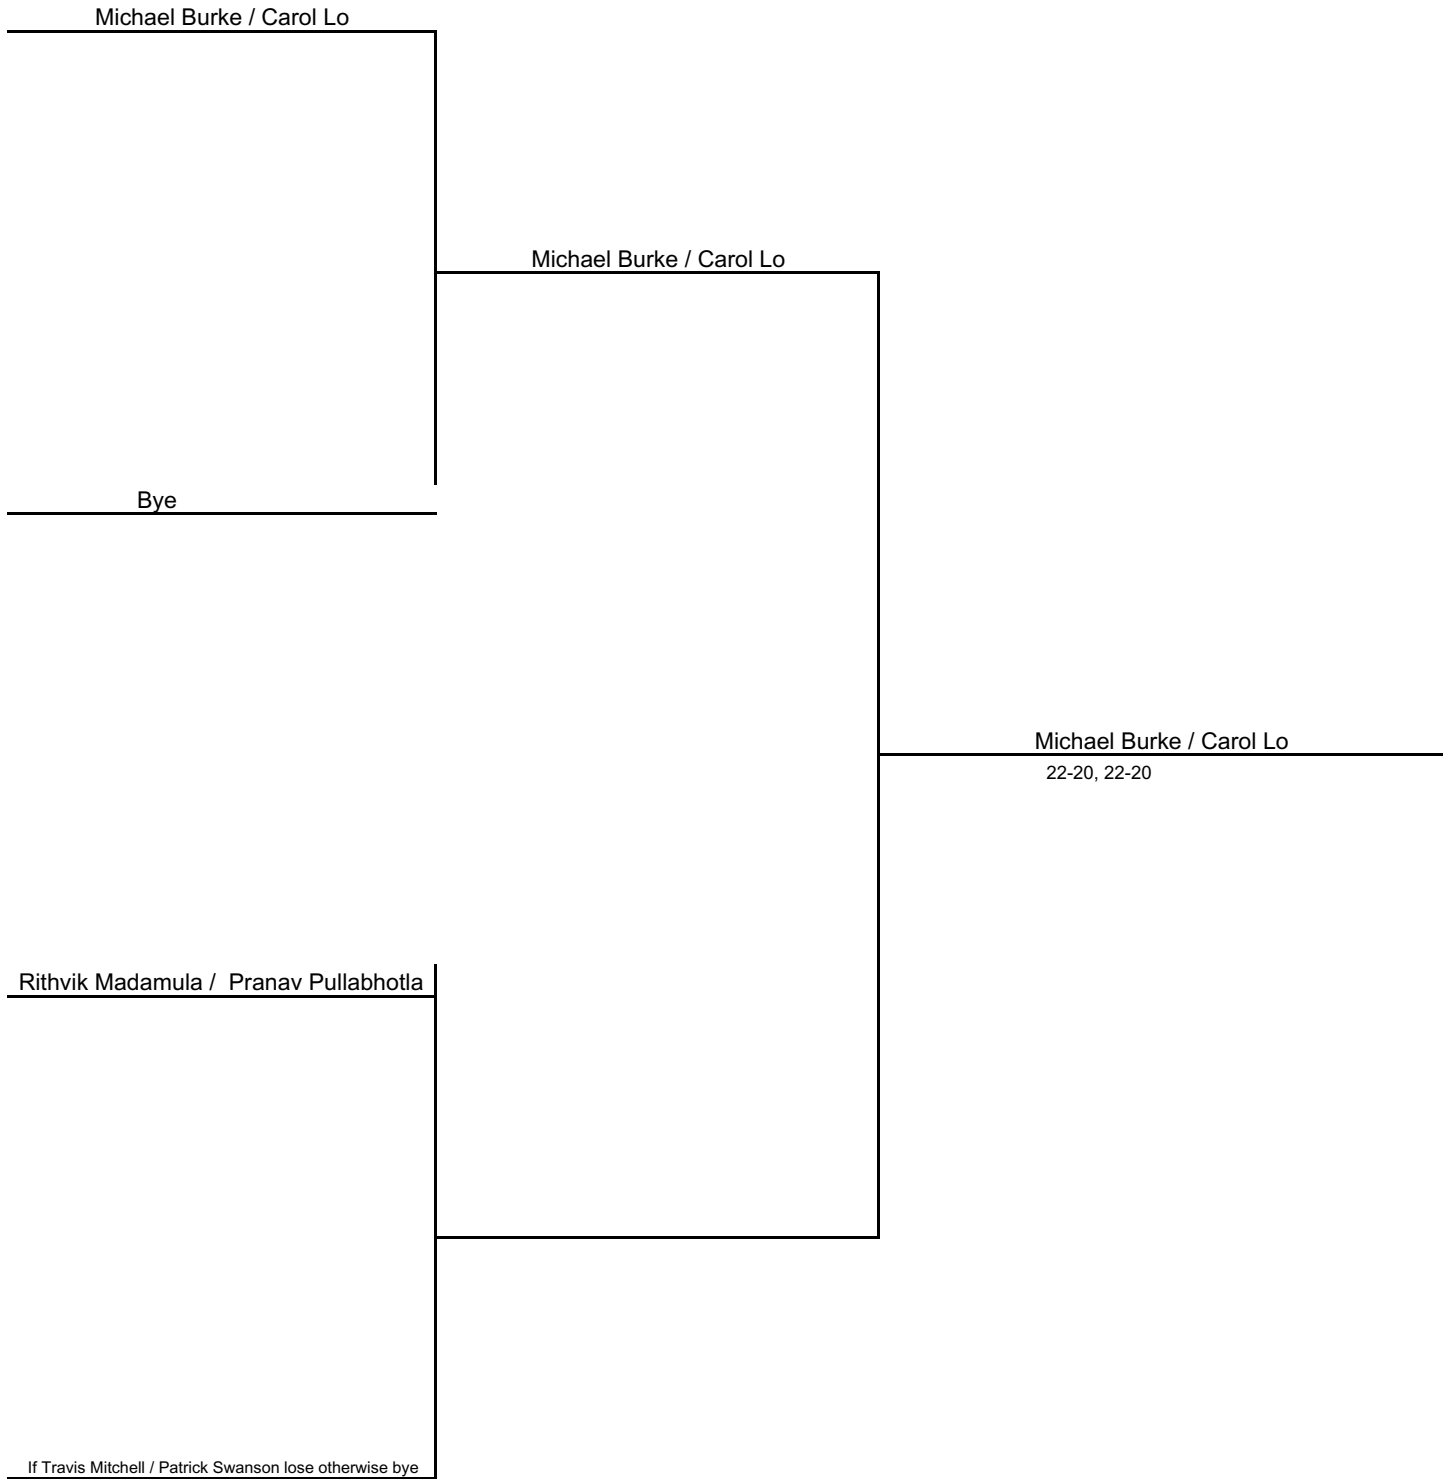 Michael Burke / Carol Lo
Michael Burke / Carol Lo
Bye
Michael Burke / Carol Lo
22-20, 22-20
Rithvik Madamula /  Pranav Pullabhotla
If Travis Mitchell / Patrick Swanson lose otherwise bye